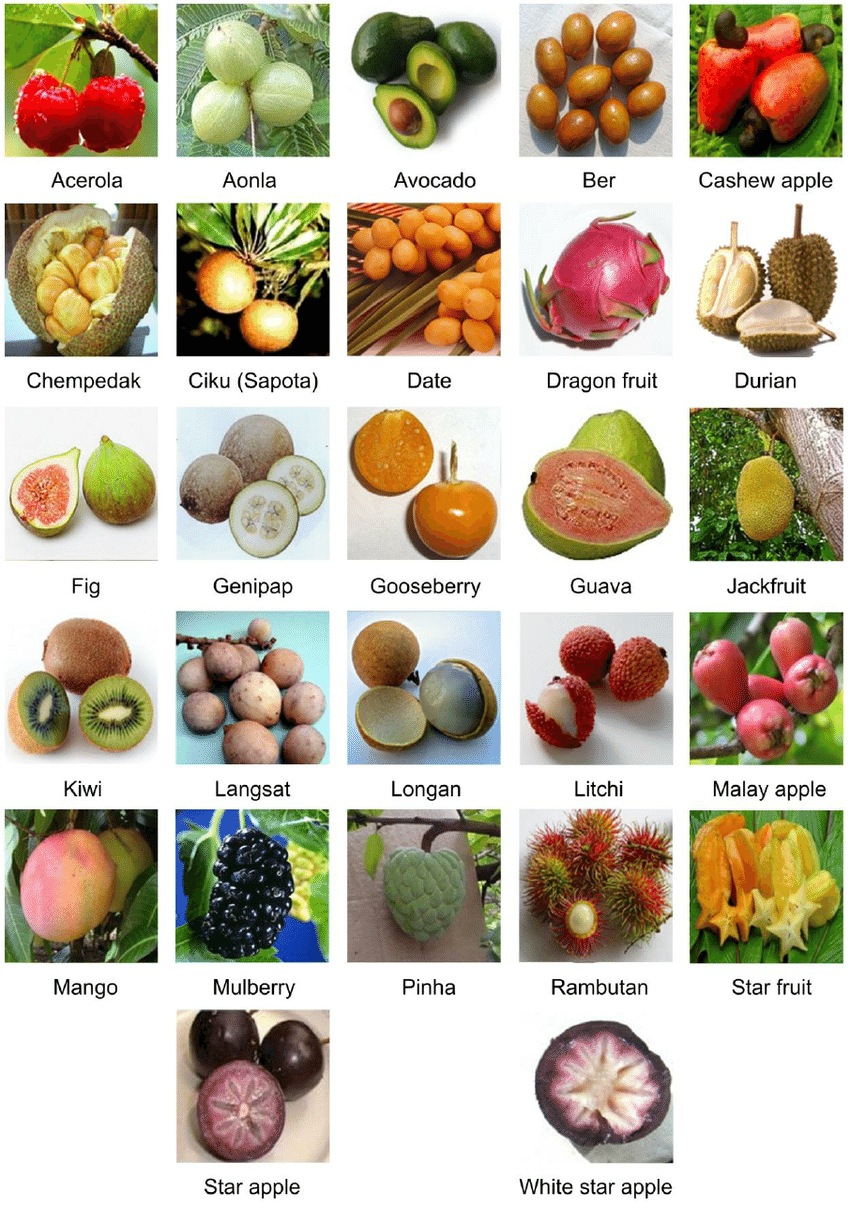 Acerola
Aonla
Avocado
Ber
Cashew apple
Chempedak
Ciku (Sapota)
Date
Dragon fruit
Durian
Fig
Genipap
Gooseberry
Guava
Jackfruit
Kiwi
Langsat
Longan
Litchi
Malay apple
Mango
Mulberry
Pinha
Rambutan
Star fruit
Star apple
White star apple